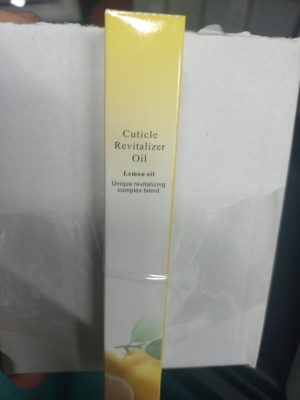 Cuticle
Revitalizer
Oil
Lemon oil
Unique revitalizing
complex blend